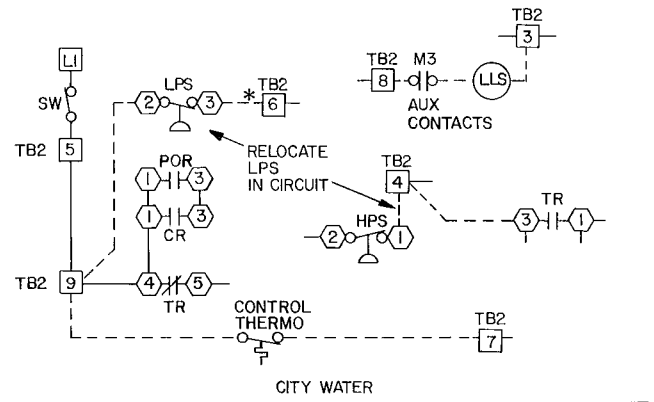 TB2
3
L1
LPS
TB2
M3
2
3
*
TB2
8
LLS
SW
6
AUX
CONTACTS
TB2
5
RELOCATE
LPS
IN CIRCUIT
POR
1
3
TB2
4
1
3
TR
CR
HPS
3
1
2
1
TB2
9
4
5
TR
CONTROL
THERMO
TB2
7
CITY WATER